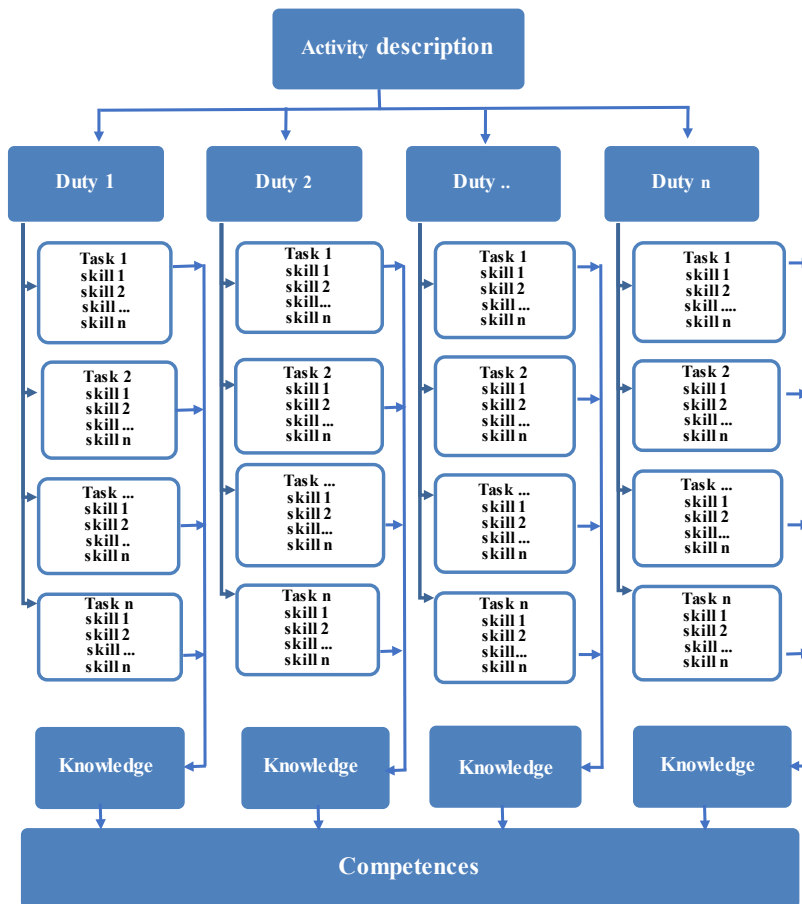 Activity description
Duty 1
Duty 2
Duty ..
Duty n
Task 1
skill 1
skill 2
skill ...
skill n
Task 2
skill 1
skill 2
skill ...
skill n
Task ...
skill 1
skill 2
skill ..
skill n
Task n
skill 1
skill 2
skill ...
skill n
Task 1
skill 1
skill 2
skill...
skill n
Task 2
skill 1
skill 2
skill ...
skill n
Task ...
skill 1
skill 2
skill...
skill n
Task n
skill 1
skill 2
skill ...
skill n
Task 1
skill 1
skill 2
skill ...
skill n
Task 2
skill 1
skill 2
skill ...
skill n
Task ...
skill 1
skill 2
skill ...
skill n
Task n
skill 1
skill 2
skill...
skill n
Task 1
skill 1
skill 2
skill ....
skill n
Task 2
skill 1
skill 2
skill ...
skill n
Task ...
skill 1
skill 2
skill...
skill n
Task n
skill 1
skill 2
skill ...
skill n
Knowledge
Knowledge
Knowledge
Knowledge
Competences